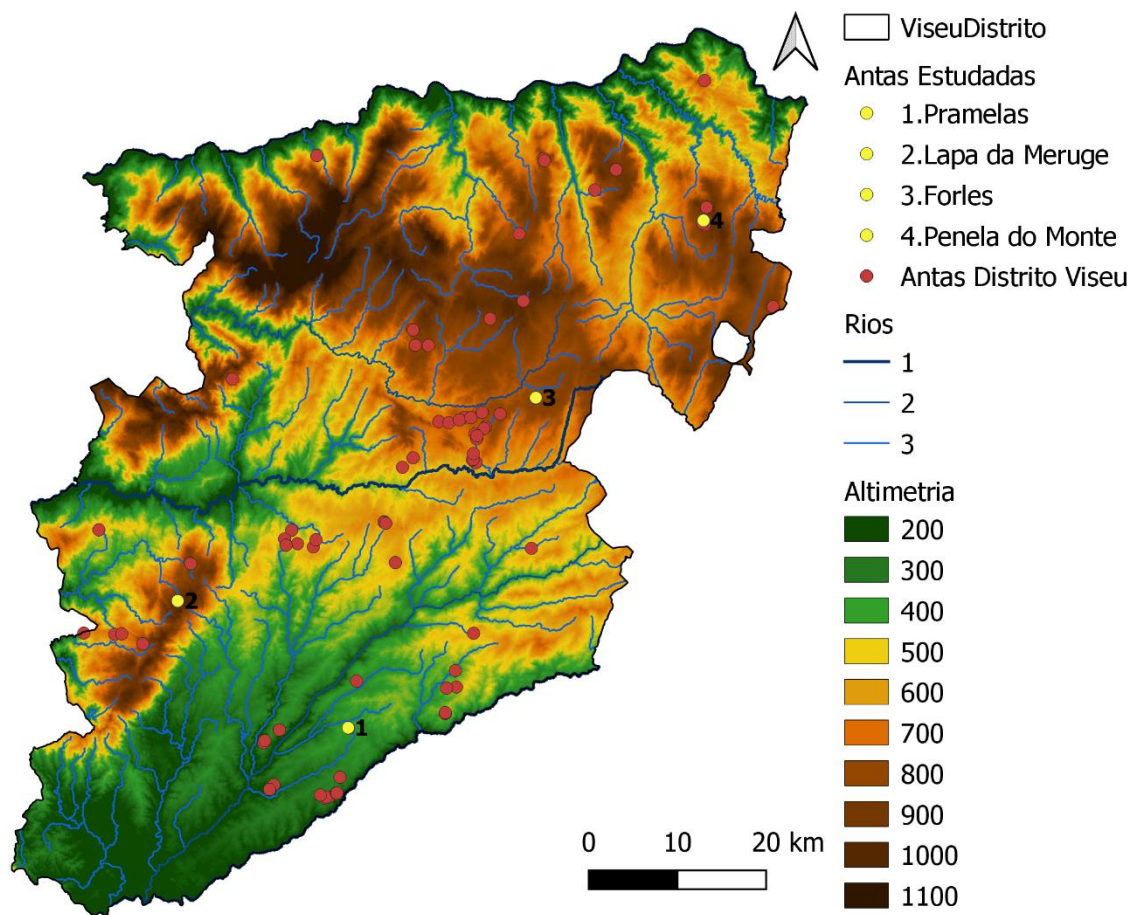 ViseuDistrito
Antas Estudadas
1.Pramelas
2.Lapa da Meruge
3.Forles
4.Penela do Monte
Antas Distrito Viseu
Rios
1
2
3
Altimetria
200
300
400
500
600
700
800
900
1000
1100
4
3
2
1
0 10 20 km